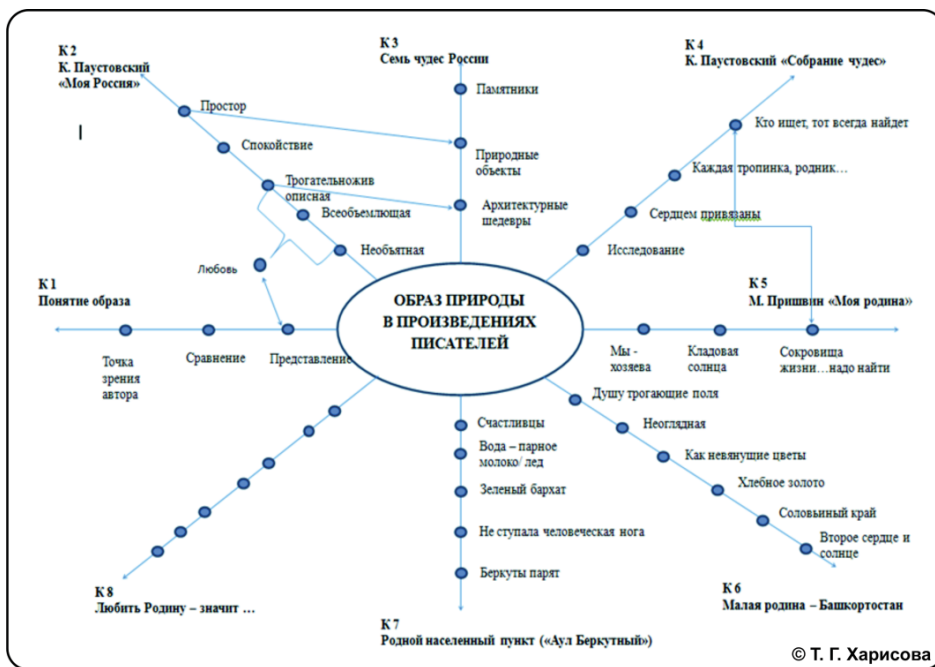 К 2
К. Паустовский
«Моя Россия»
Простор
Спокойствие
Трогательножив
описная
Всеобъемлющая
Необъятная
Любовь
К 3
Семь чудес России
Памятники
Природные
объекты
Архитектурные
шедевры
К 4
К. Паустовский «Собрание чудес»
Кто ищет, тот всегда найдет
Каждая тропинка, родник…
Сердцем привязаны
Исследование
К 1
Понятие образа
Точка
зрения
автора
Сравнение
Представление
ОБРАЗ ПРИРОДЫ
В ПРОИЗВЕДЕНИЯХ
ПИСАТЕЛЕЙ
К 5
М. Пришвин «Моя родина»
Мы -
хозяева
Кладовая
солнца
Сокровища
жизни…надо найти
Душу трогающие поля
Неоглядная
Как невянущие цветы
Хлебное золото
Соловьиный край
Второе сердце и
солнце
К 6
Малая родина – Башкортостан
Счастливцы
Вода – парное
молоко/ лед
Зеленый бархат
Не ступала человеческая нога
Беркуты парят
К 7
Родной населенный пункт («Аул Беркутный»)
К 8
Любить Родину – значит …
© Т. Г. Харисова